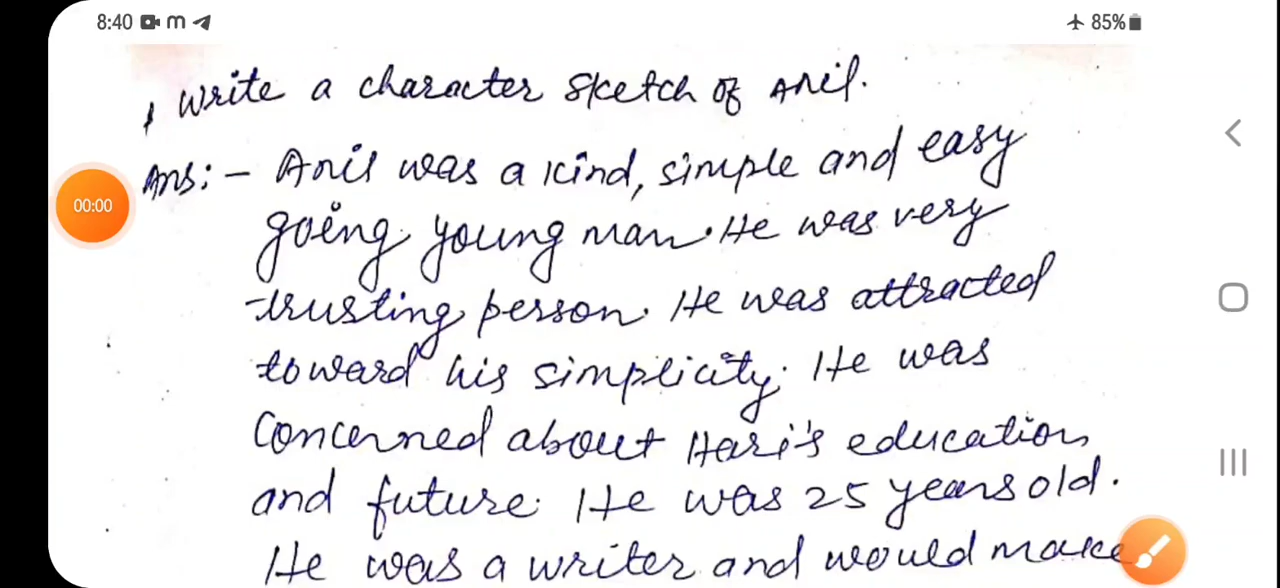 8:40
85%
1 Write a character sketch of Anil.
Ans: - Anil was a kind, simple and easy
00:00
going young man. He was very
trusting person. He was attracted
toward his simplicity. He was
concerned about Hari's education
and future. He was 25 years old.
He was a writer and would make